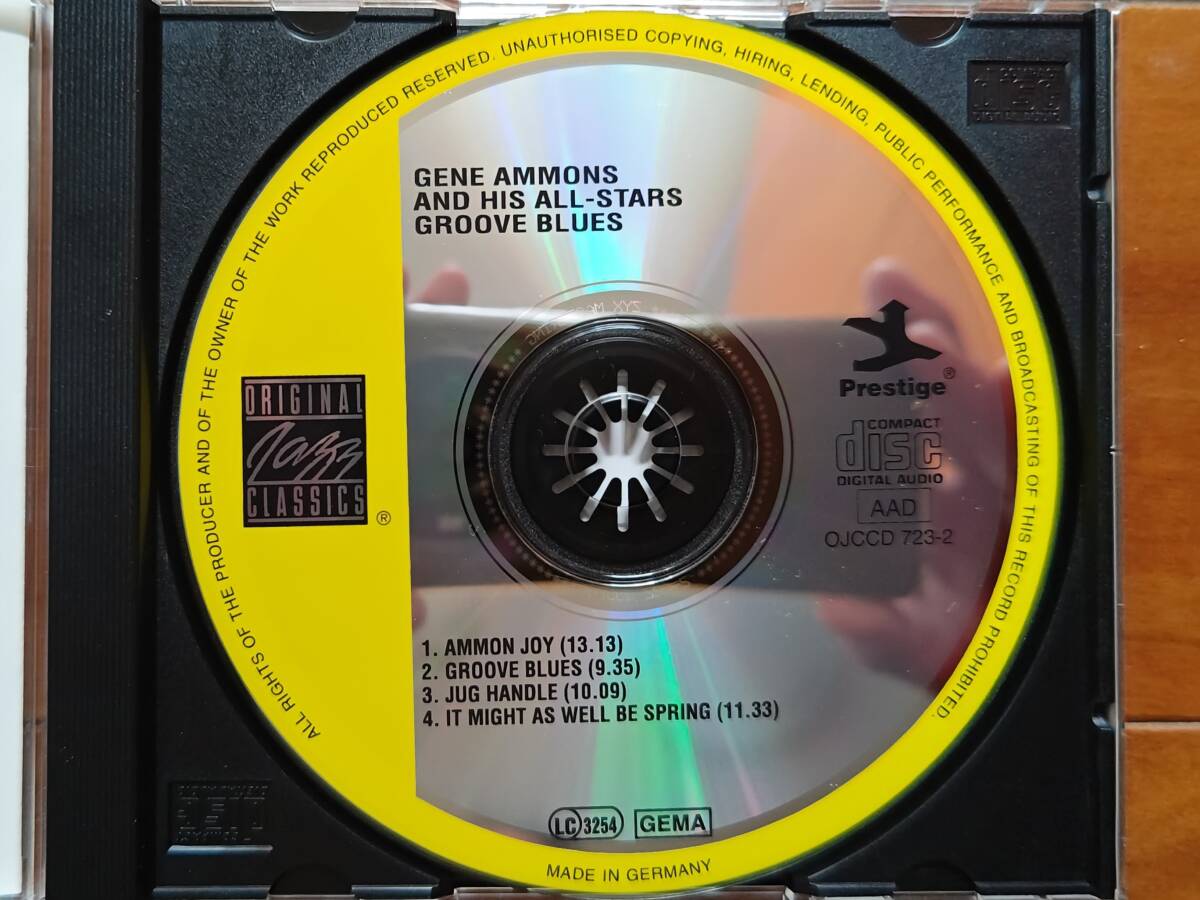 ALL RIGHTS OF THE PRODUCER AND OF THE OWNER OF THE WORK REPRODUCED RESERVED. UNAUTHORISED COPYING, HIRING, LENDING, PUBLIC PERFORMANCE AND BROADCASTING OF THIS RECORD PROHIBITED.
GENE AMMONS
AND HIS ALL-STARS
GROOVE BLUES
ORIGINAL
Jazz
CLASSICS
®
Prestige®
COMPACT
disc
DIGITAL AUDIO
AAD
OJCCD 723-2
1. AMMON JOY (13.13)
2. GROOVE BLUES (9.35)
3. JUG HANDLE (10.09)
4. IT MIGHT AS WELL BE SPRING (11.33)
LC 3254
GEMA
MADE IN GERMANY